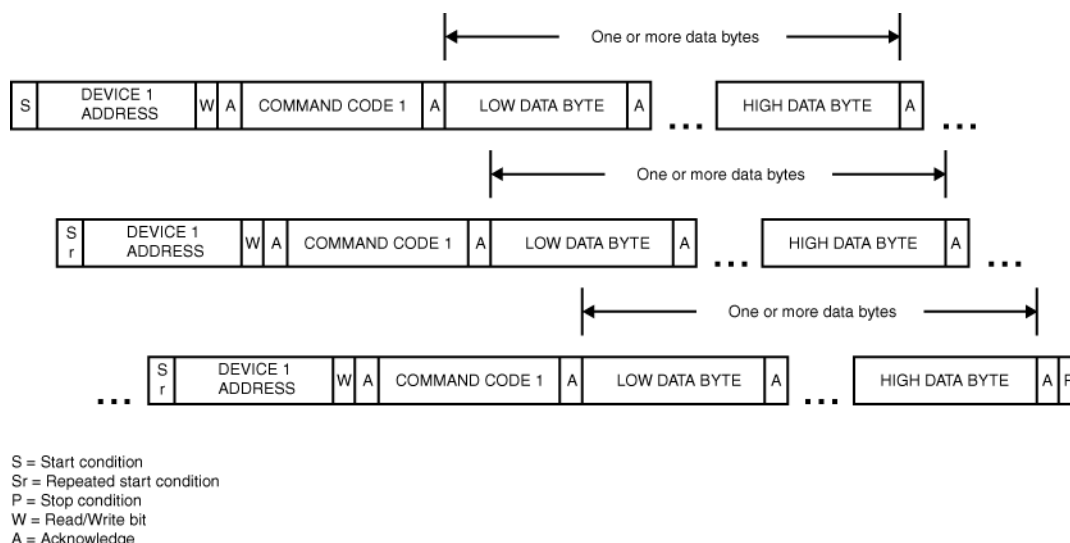 One or more data bytes
S DEVICE 1 ADDRESS W A COMMAND CODE 1 A LOW DATA BYTE A ... HIGH DATA BYTE A ...
One or more data bytes
Sr DEVICE 1 ADDRESS W A COMMAND CODE 1 A LOW DATA BYTE A ... HIGH DATA BYTE A ...
One or more data bytes
... Sr DEVICE 1 ADDRESS W A COMMAND CODE 1 A LOW DATA BYTE A ... HIGH DATA BYTE A P
S = Start condition
Sr = Repeated start condition
P = Stop condition
W = Read/Write bit
A = Acknowledge